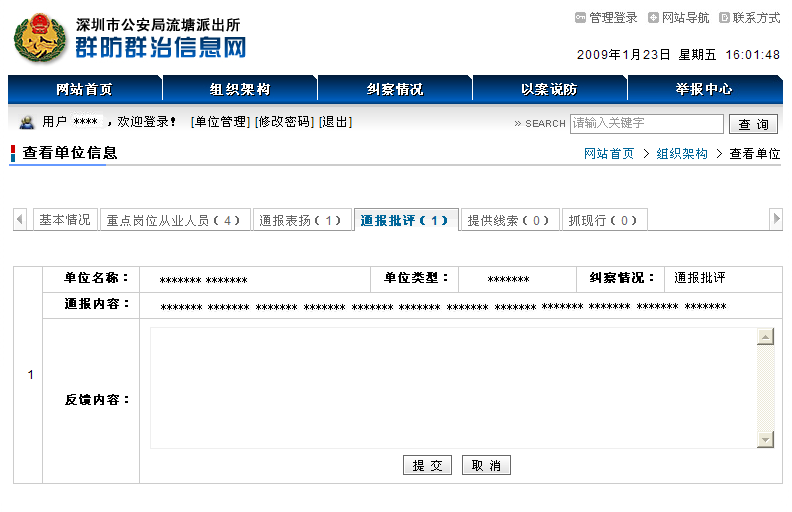 深圳市公安局流塘派出所
群防群治信息网
管理登录 网站导航 联系方式
2009年1月23日 星期五 16:01:48
网站首页 组织架构 纠察情况 以案说防 举报中心
用户 **** ，欢迎登录！ [单位管理] [修改密码] [退出]
» SEARCH 请输入关键字 查 询
查看单位信息
网站首页 > 组织架构 > 查看单位
基本情况 重点岗位从业人员（4） 通报表扬（1） 通报批评（1） 提供线索（0） 抓现行（0）
单位名称： ******* ******* 单位类型： ******* 纠察情况： 通报批评
通报内容： ******* ******* ******* ******* ******* ******* ******* ******* ******* ******* ******* *******
1
反馈内容：
提 交 取 消